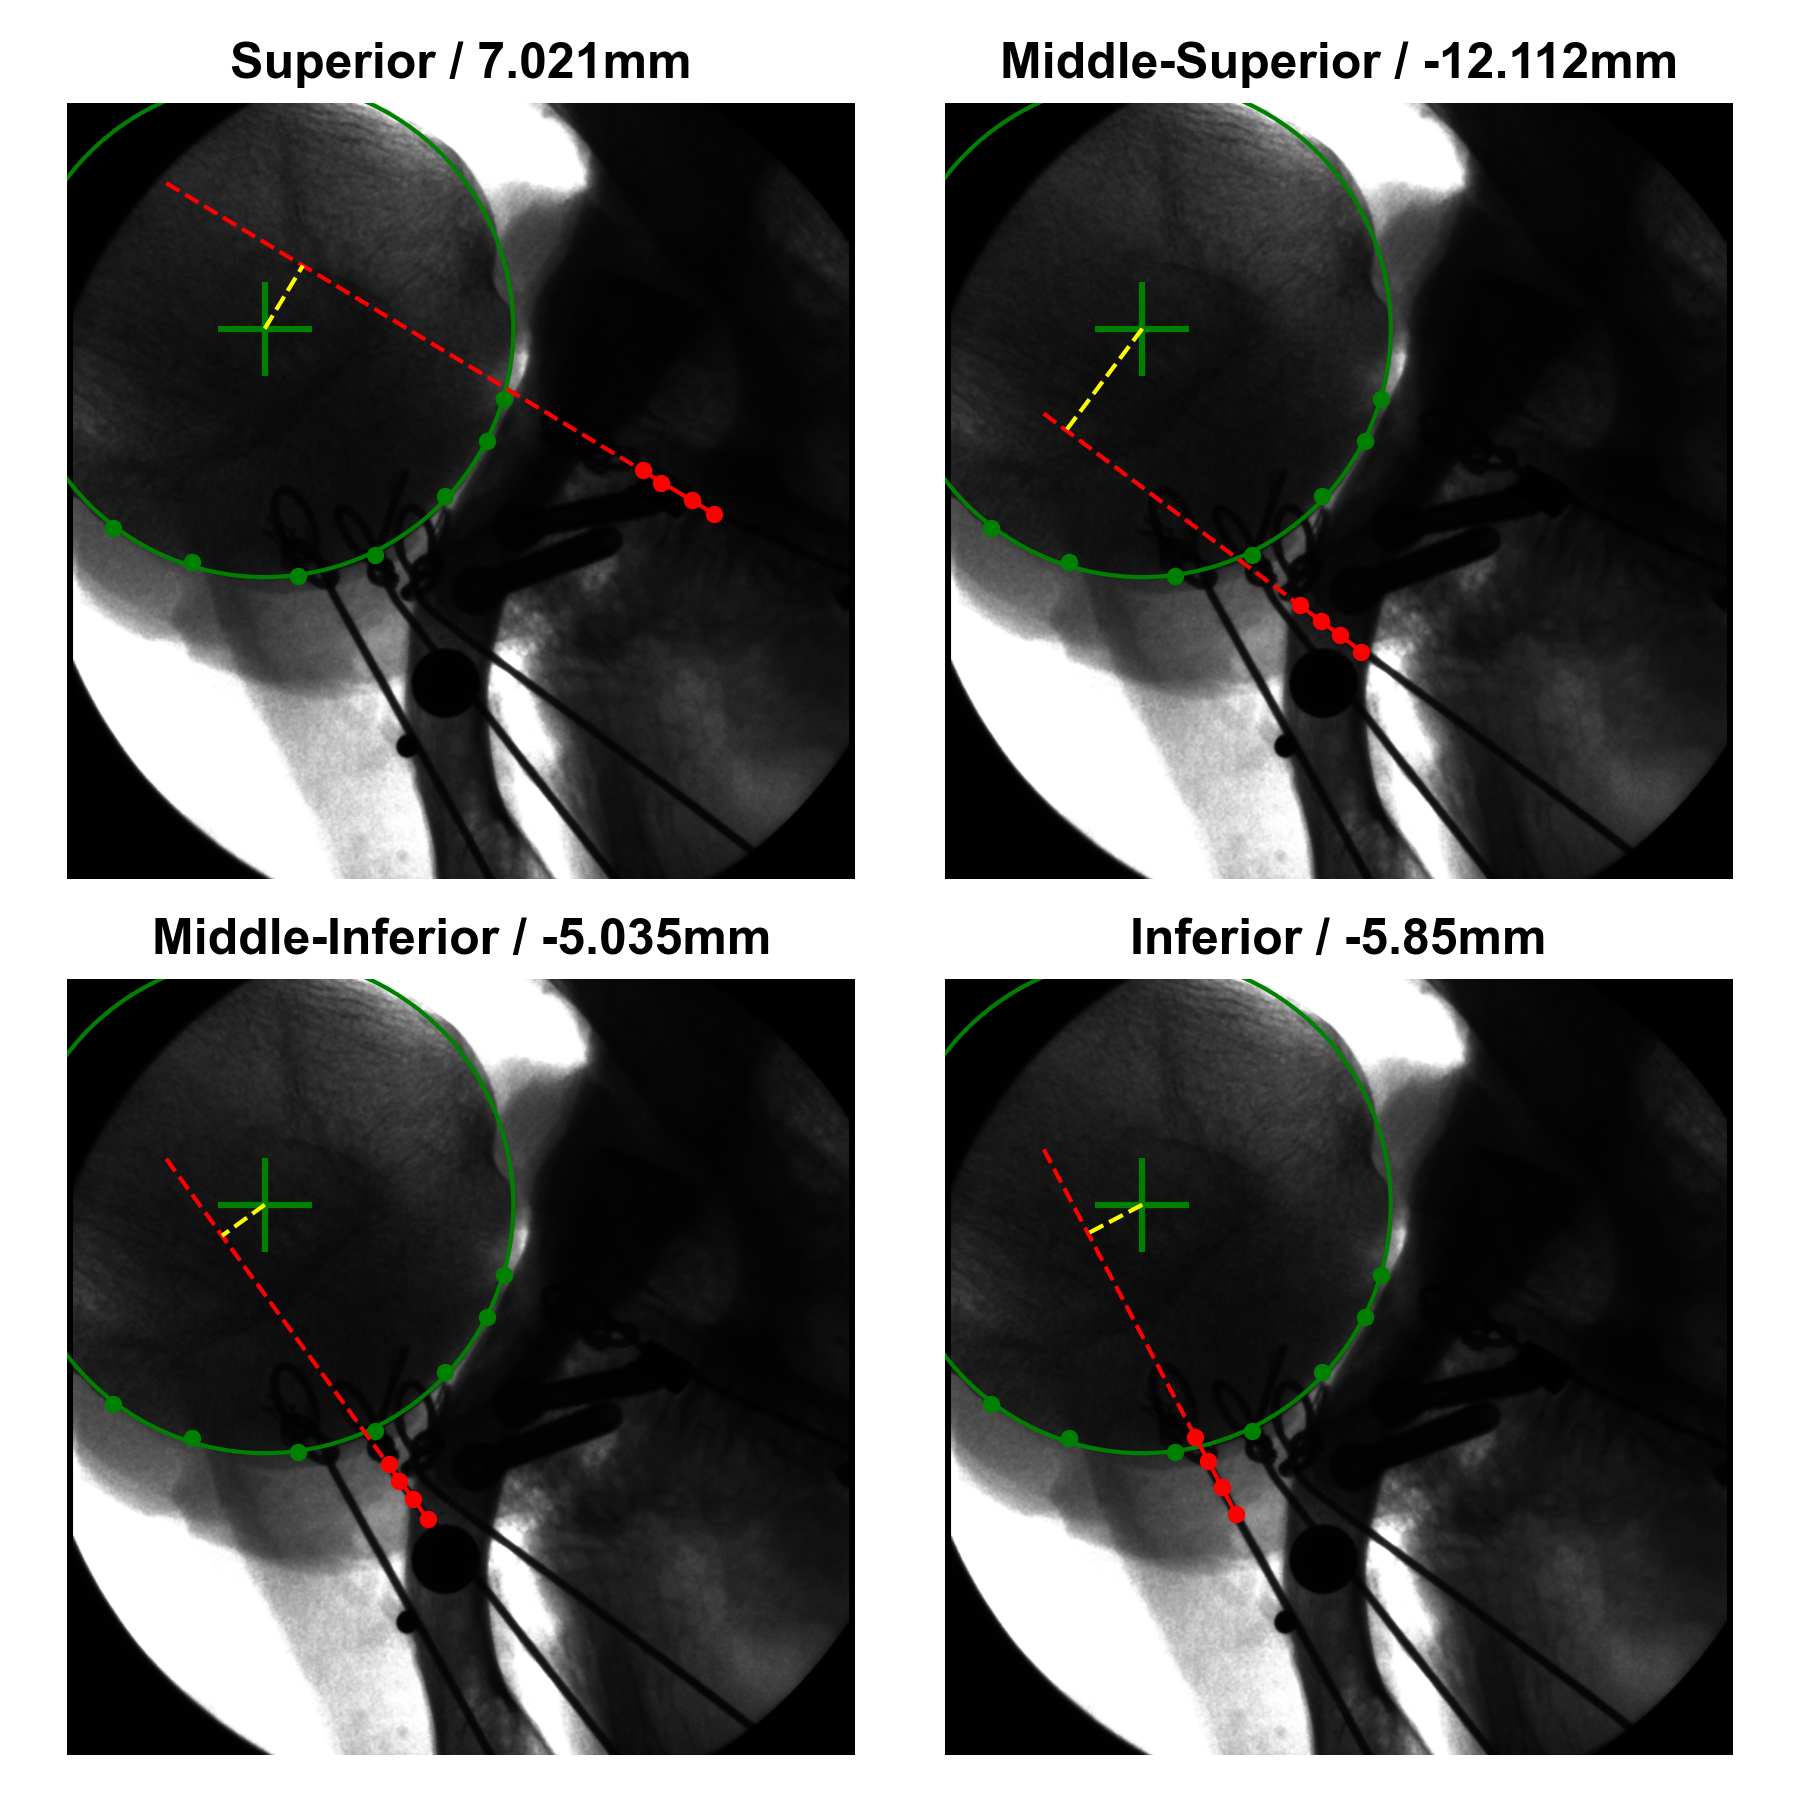 Superior / 7.021mm
Middle-Superior / -12.112mm
Middle-Inferior / -5.035mm
Inferior / -5.85mm